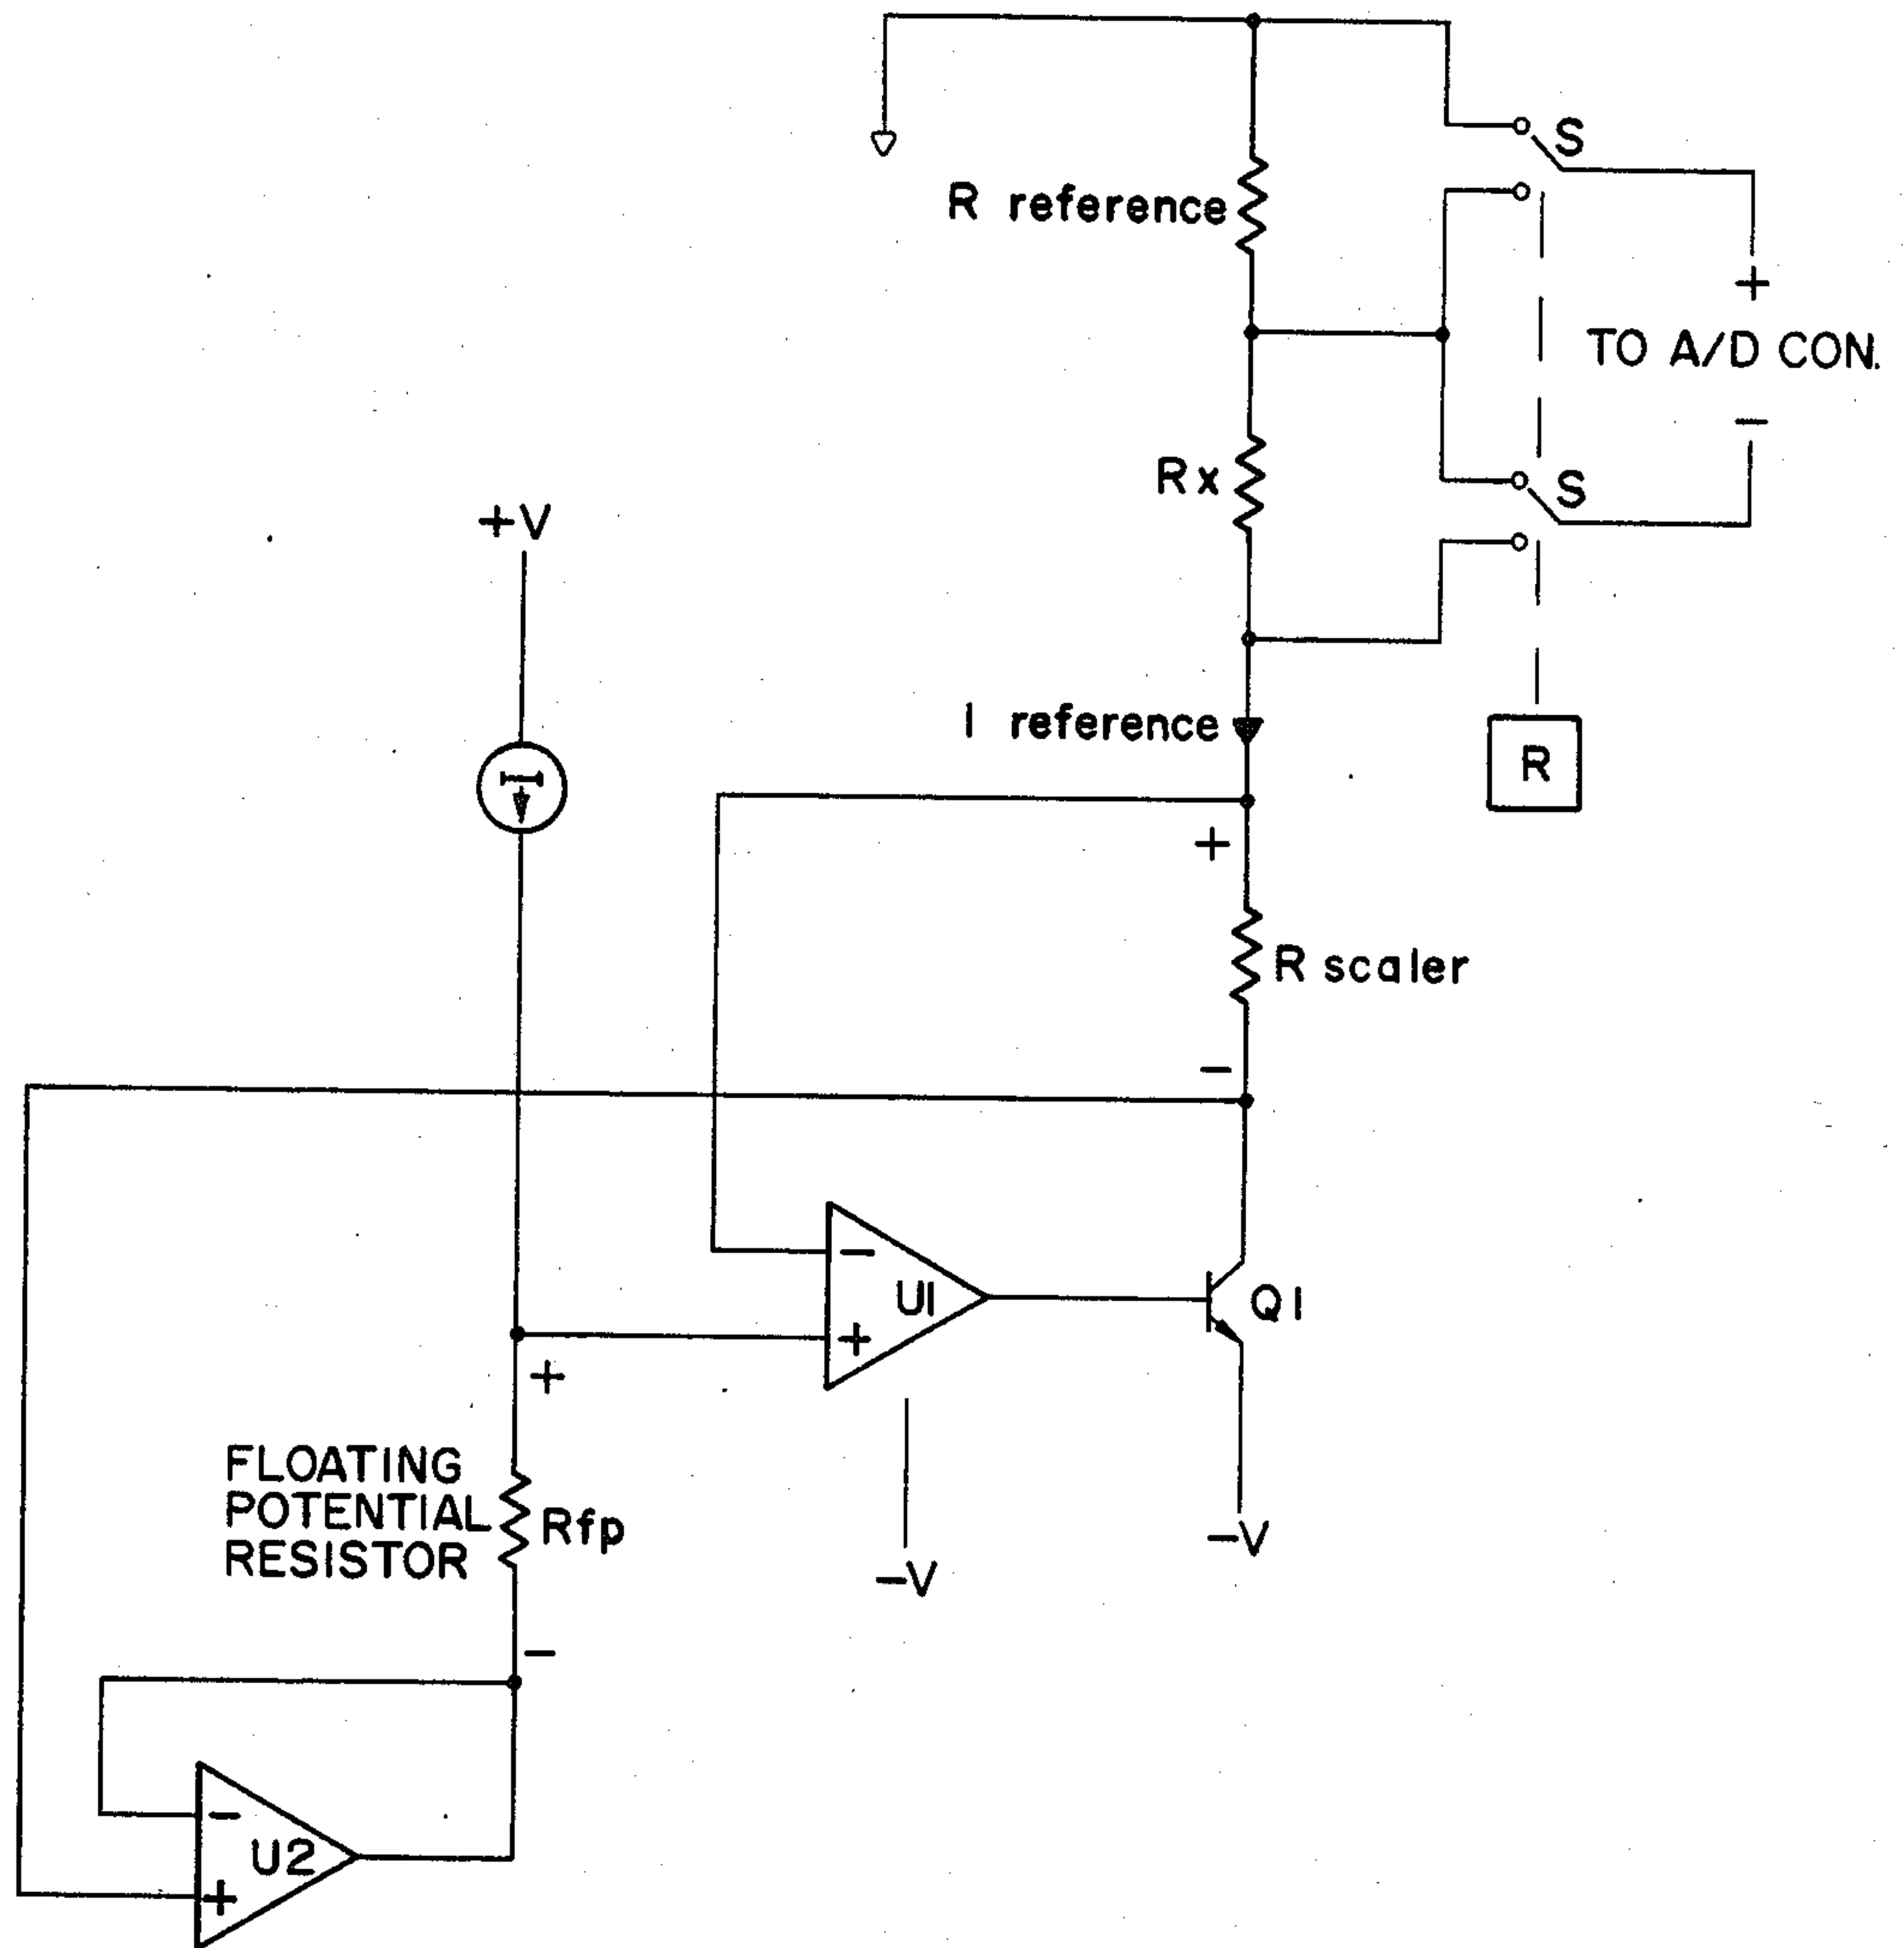 S
R reference
+
TO A/D CON.
−
Rx
S
+V
I reference
R
I
+
R scaler
−
−
U1
+
Q1
+
FLOATING
POTENTIAL
RESISTOR
Rfp
−V
−V
−
−
U2
+